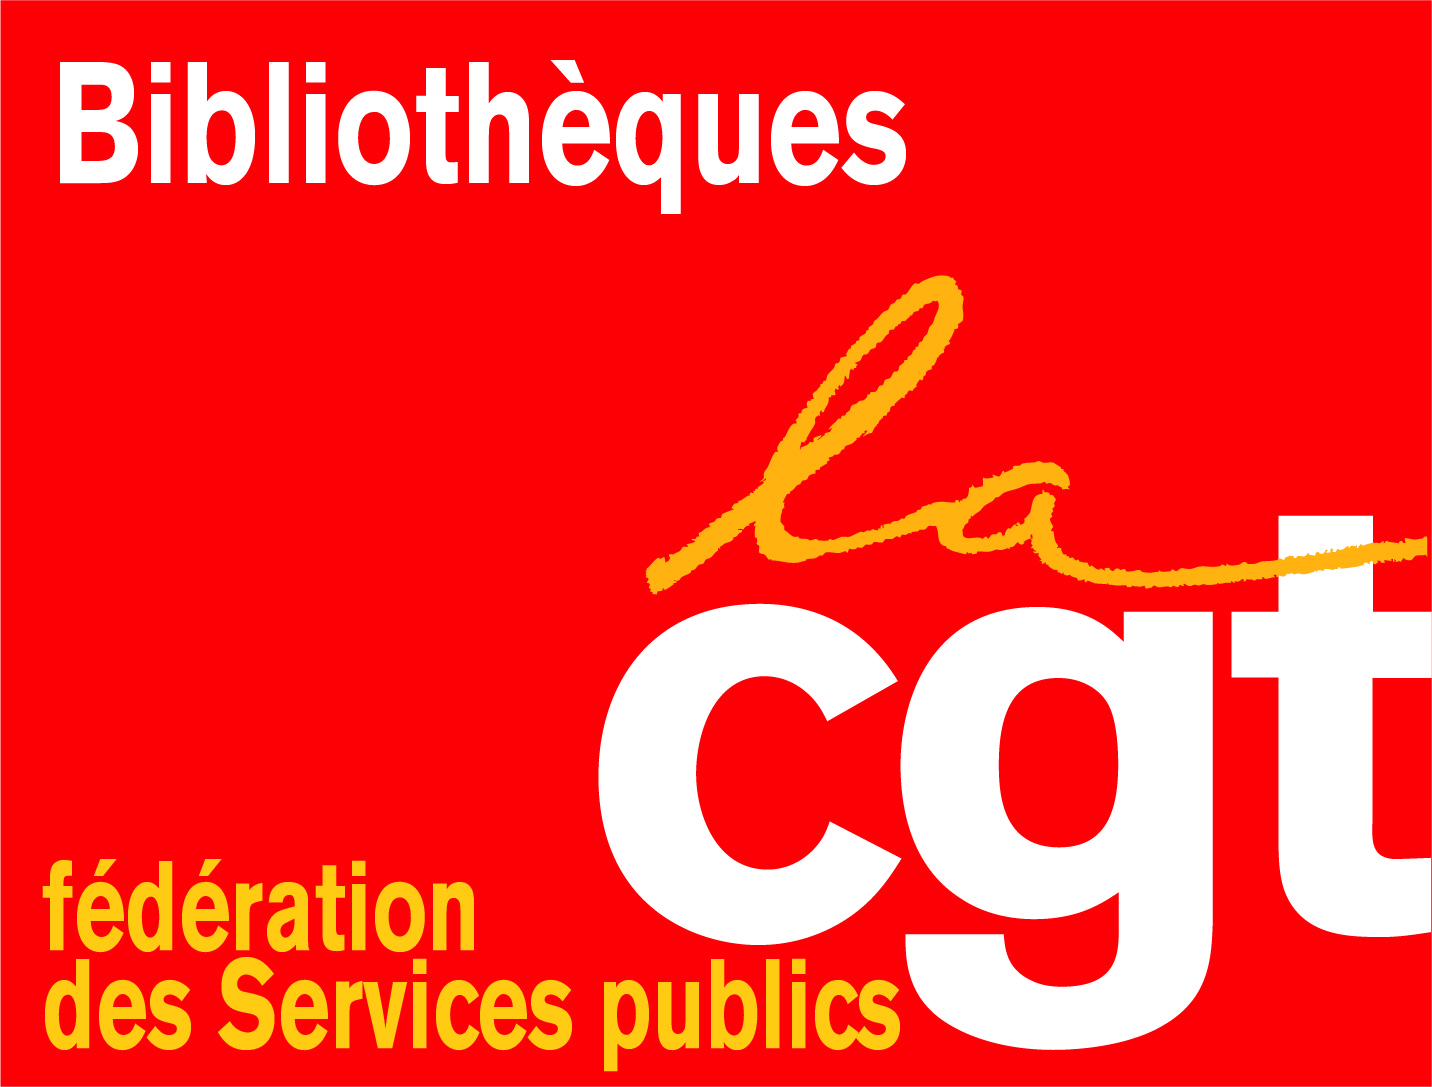 Bibliothèques
la
cgt
fédération
des Services publics